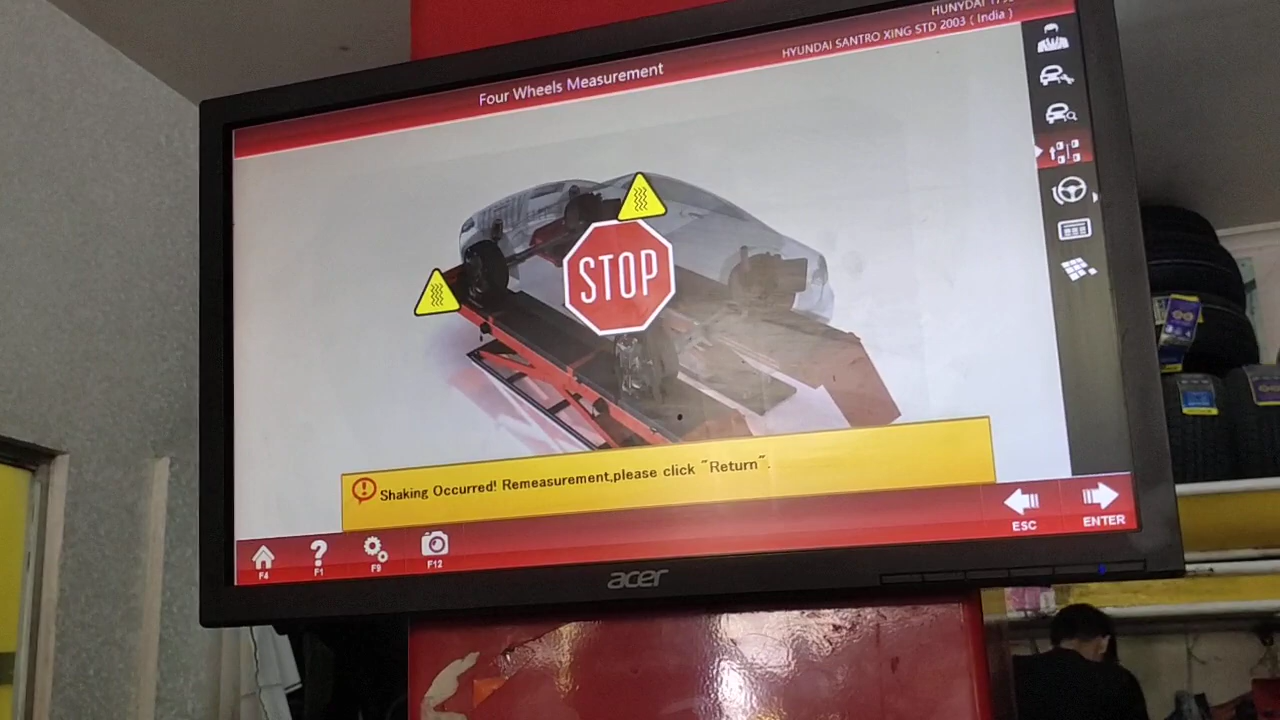 HYUNDAI SANTRO XING STD 2003 ( India )
Four Wheels Measurement
STOP
Shaking Occurred! Remeasurement,please click "Return".
ESC
ENTER
F4
F1
F9
F12
acer